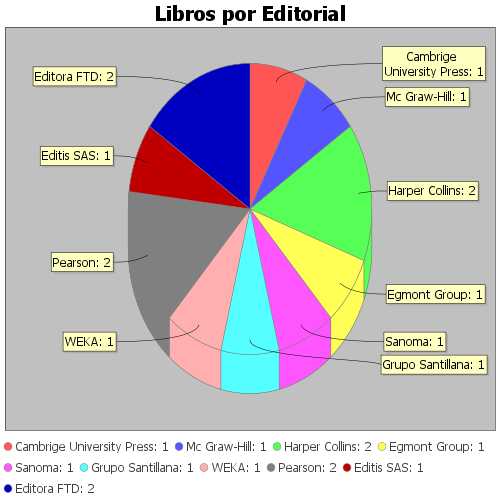 Libros por Editorial
Cambrige
University Press: 1
Editora FTD: 2
Mc Graw-Hill: 1
Editis SAS: 1
Harper Collins: 2
Pearson: 2
Egmont Group: 1
WEKA: 1
Sanoma: 1
Grupo Santillana: 1
Cambrige University Press: 1 Mc Graw-Hill: 1 Harper Collins: 2 Egmont Group: 1
Sanoma: 1 Grupo Santillana: 1 WEKA: 1 Pearson: 2 Editis SAS: 1
Editora FTD: 2